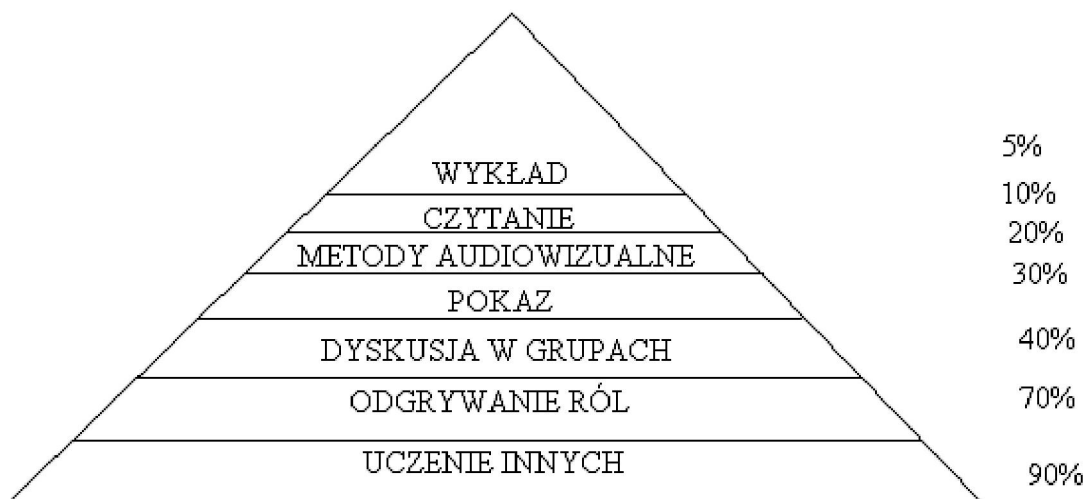 WYKŁAD 5%
CZYTANIE 10%
METODY AUDIOWIZUALNE 20%
POKAZ 30%
DYSKUSJA W GRUPACH 40%
ODGRYWANIE RÓL 70%
UCZENIE INNYCH 90%